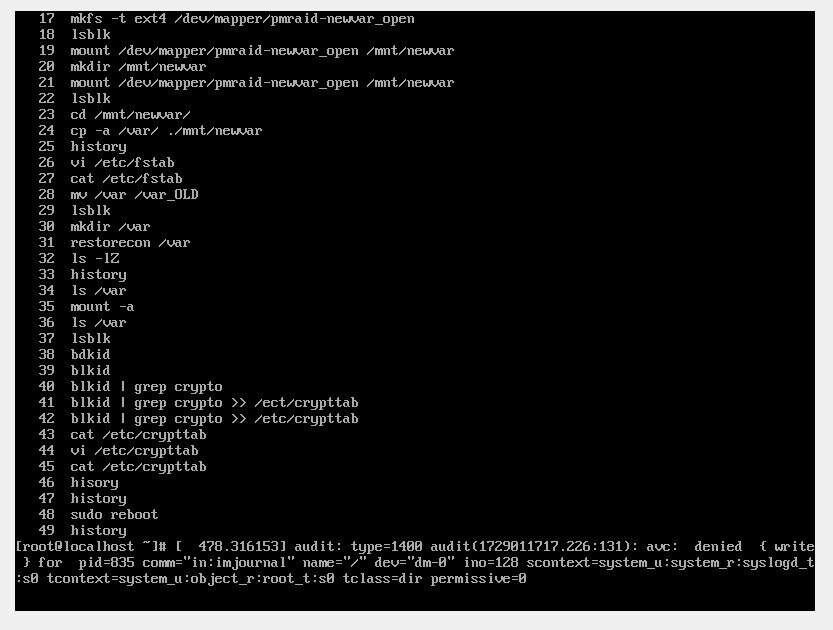 17  mkfs -t ext4 /dev/mapper/pmraid-newvar_open
18  lsblk
19  mount /dev/mapper/pmraid-newvar_open /mnt/newvar
20  mkdir /mnt/newvar
21  mount /dev/mapper/pmraid-newvar_open /mnt/newvar
22  lsblk
23  cd /mnt/newvar/
24  cp -a /var/ ./mnt/newvar
25  history
26  vi /etc/fstab
27  cat /etc/fstab
28  mv /var /var_OLD
29  lsblk
30  mkdir /var
31  restorecon /var
32  ls -lZ
33  history
34  ls /var
35  mount -a
36  ls /var
37  lsblk
38  bdkid
39  blkid
40  blkid | grep crypto
41  blkid | grep crypto >> /ect/crypttab
42  blkid | grep crypto >> /etc/crypttab
43  cat /etc/crypttab
44  vi /etc/crypttab
45  cat /etc/crypttab
46  hisory
47  history
48  sudo reboot
49  history
[root@localhost ~]# [  478.316153] audit: type=1400 audit(1729011717.226:131): avc:  denied  { write
 } for  pid=835 comm="in:imjournal" name="/" dev="dm-0" ino=128 scontext=system_u:system_r:syslogd_t
:s0 tcontext=system_u:object_r:root_t:s0 tclass=dir permissive=0